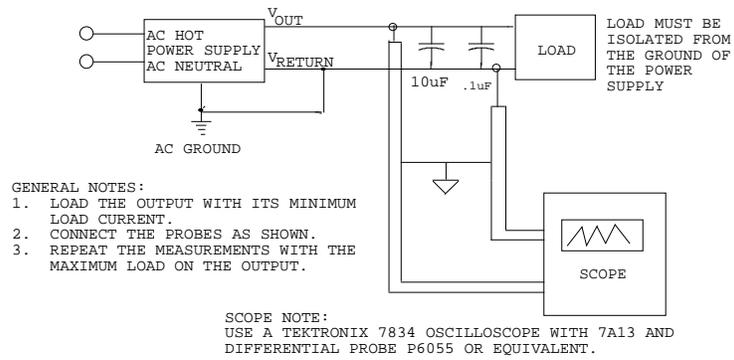 V OUT
AC HOT
POWER SUPPLY
AC NEUTRAL
V RETURN
10uF
.1uF
LOAD
LOAD MUST BE
ISOLATED FROM
THE GROUND OF
THE POWER
SUPPLY
AC GROUND
GENERAL NOTES:
1. LOAD THE OUTPUT WITH ITS MINIMUM
LOAD CURRENT.
2. CONNECT THE PROBES AS SHOWN.
3. REPEAT THE MEASUREMENTS WITH THE
MAXIMUM LOAD ON THE OUTPUT.
SCOPE
SCOPE NOTE:
USE A TEKTRONIX 7834 OSCILLOSCOPE WITH 7A13 AND
DIFFERENTIAL PROBE P6055 OR EQUIVALENT.